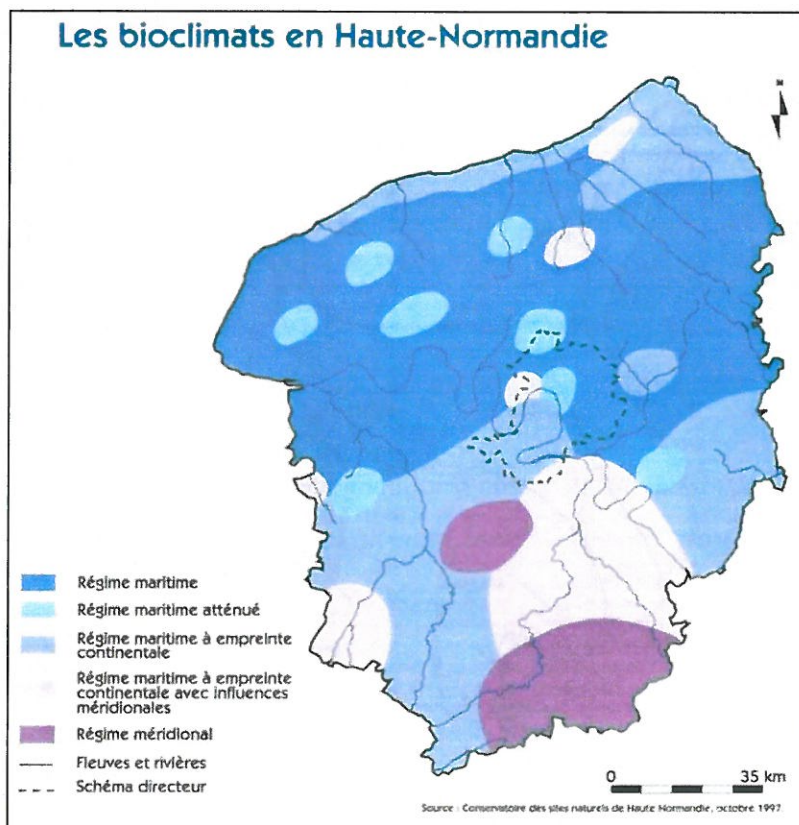 Les bioclimats en Haute-Normandie
N
Régime maritime
Régime maritime atténué
Régime maritime à empreinte
continentale
Régime maritime à empreinte
continentale avec influences
méridionales
Régime méridional
Fleuves et rivières
Schéma directeur
0 35 km
Source : Conservatoire des sites naturels de Haute Normandie, octobre 1997